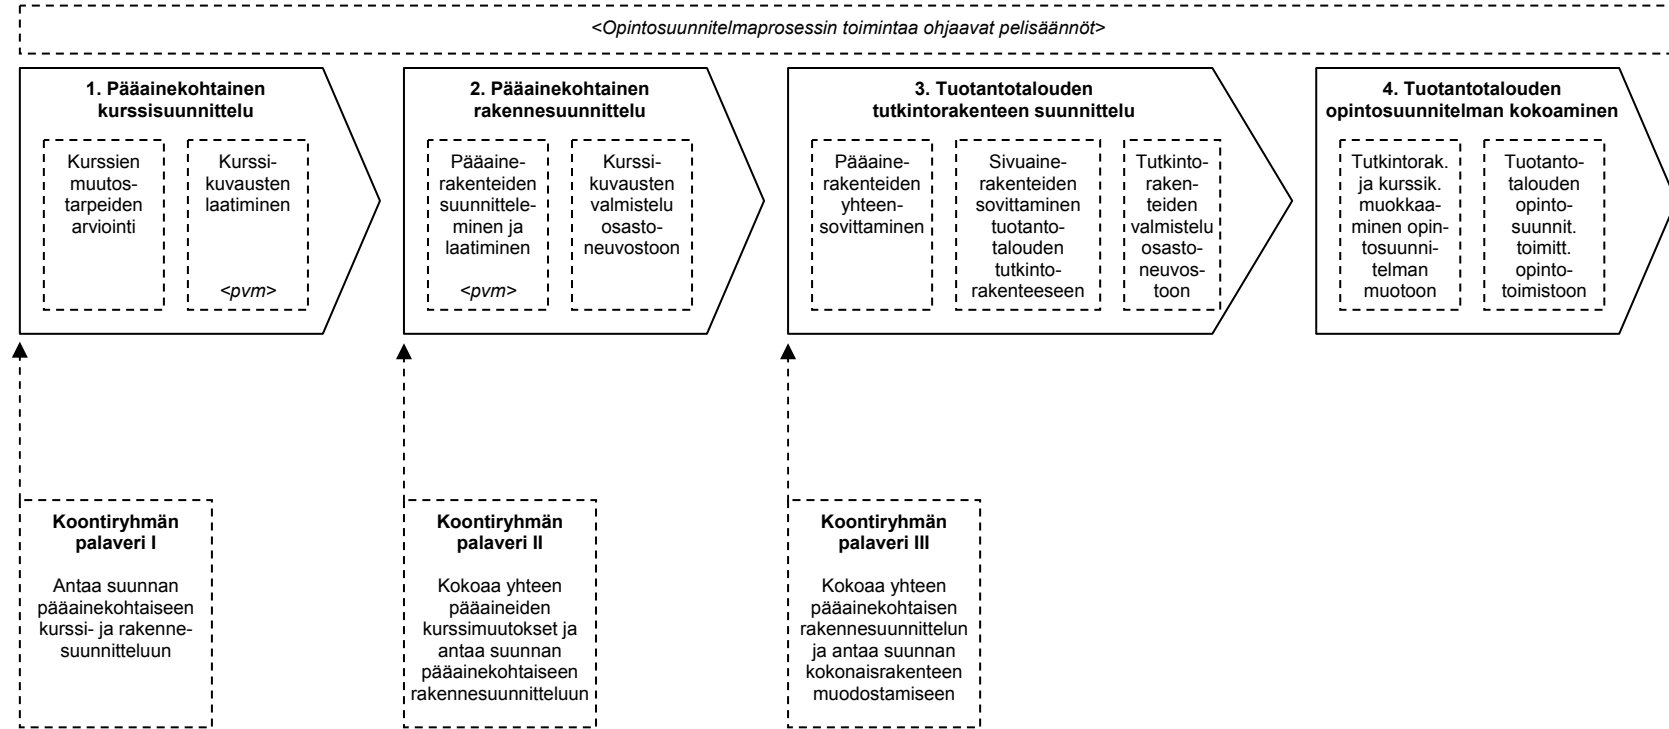 <Opintosuunnitelmaprosessin toimintaa ohjaavat pelisäännöt>
1. Pääainekohtainen
kurssisuunnittelu
Kurssien
muutos-
tarpeiden
arviointi
Kurssi-
kuvausten
laatiminen
<pvm>
2. Pääainekohtainen
rakennesuunnittelu
Pääaine-
rakenteiden
suunnittele-
minen ja
laatiminen
<pvm>
Kurssi-
kuvausten
valmistelu
osasto-
neuvostoon
3. Tuotantotalouden
tutkintorakenteen suunnittelu
Pääaine-
rakenteiden
yhteen-
sovittaminen
Sivuaine-
rakenteiden
sovittaminen
tuotanto-
talouden
tutkinto-
rakenteeseen
Tutkinto-
raken-
teiden
valmistelu
osasto-
neuvos-
toon
4. Tuotantotalouden
opintosuunnitelman kokoaminen
Tutkintorak.
ja kurssik.
muokkaa-
minen opin-
tosuunni-
telman
muotoon
Tuotanto-
talouden
opinto-
suunnit.
toimitt.
opinto-
toimistoon
Koontiryhmän
palaveri I
Antaa suunnan
pääainekohtaiseen
kurssi- ja rakenne-
suunnitteluun
Koontiryhmän
palaveri II
Kokoaa yhteen
pääaineiden
kurssimuutokset ja
antaa suunnan
pääainekohtaiseen
rakennesuunnitteluun
Koontiryhmän
palaveri III
Kokoaa yhteen
pääainekohtaisen
rakennesuunnittelun
ja antaa suunnan
kokonaisrakenteen
muodostamiseen